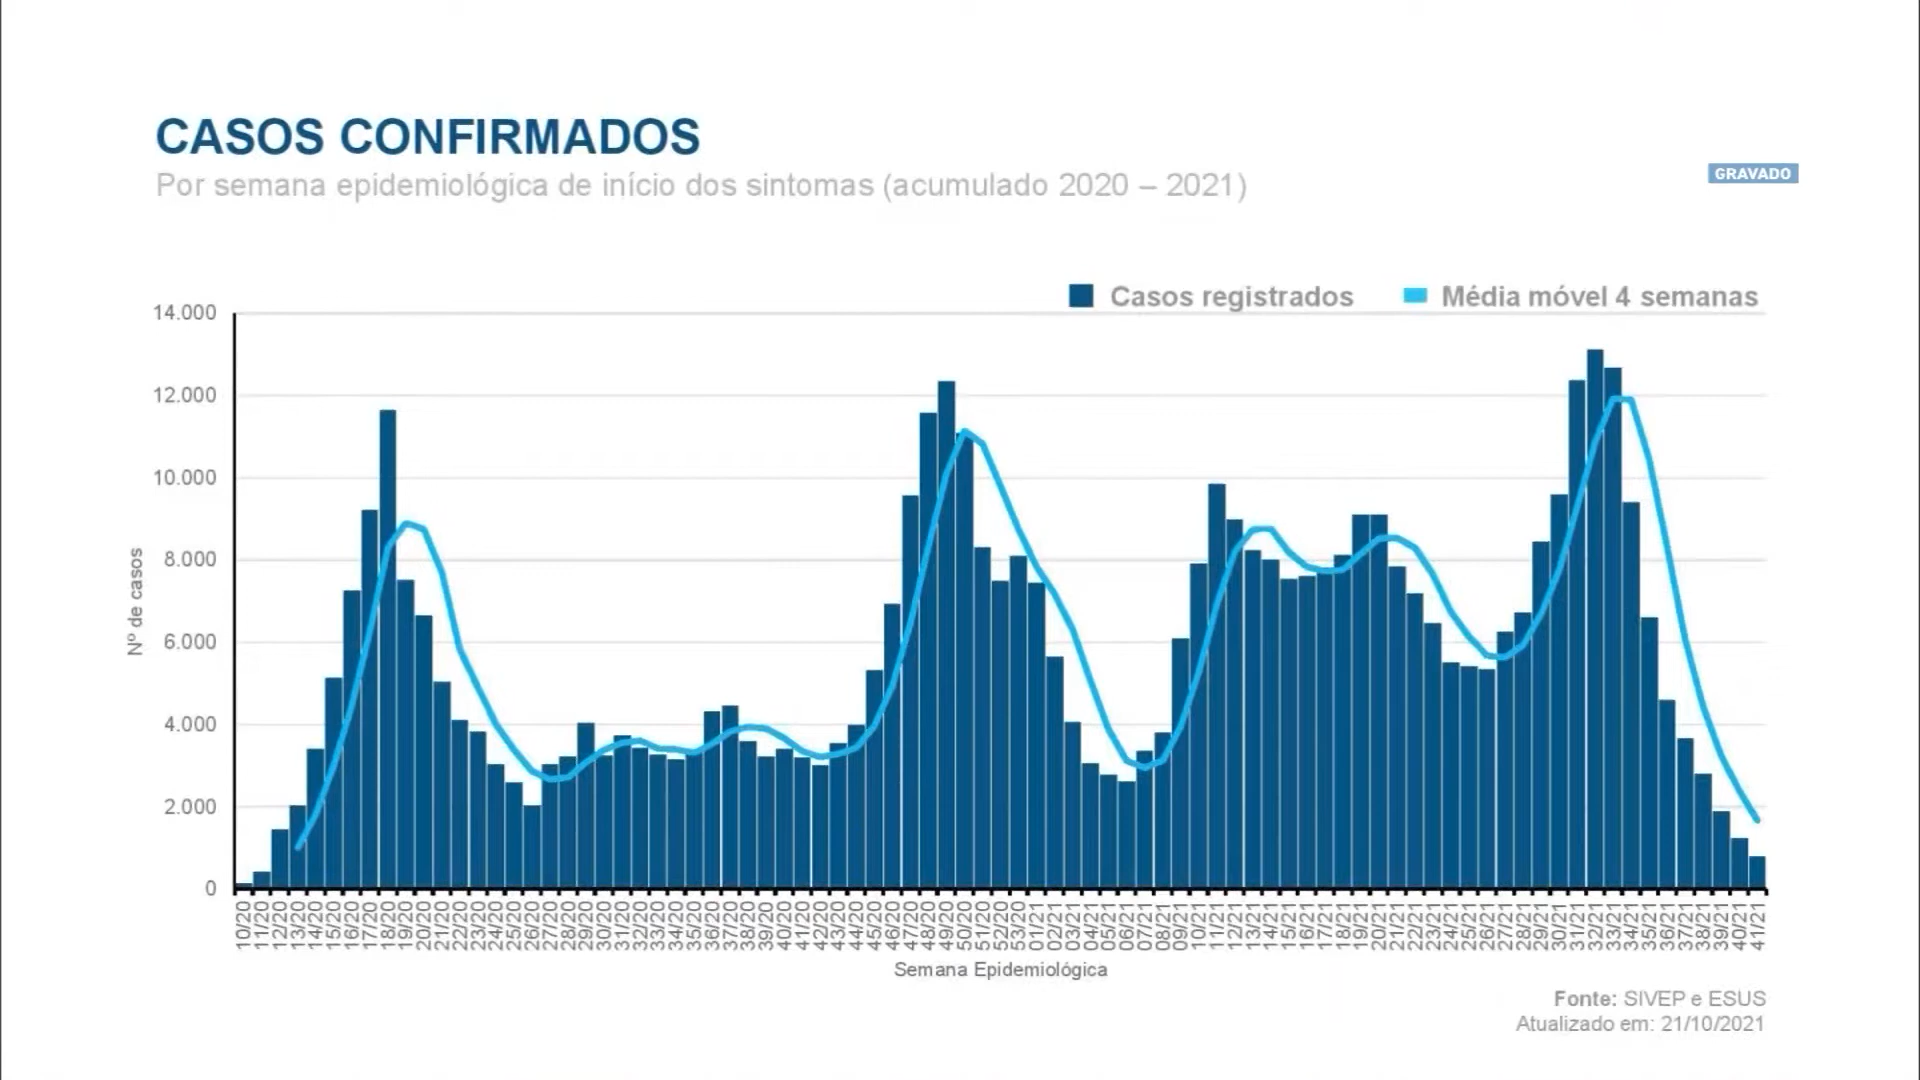 CASOS CONFIRMADOS
Por semana epidemiológica de início dos sintomas (acumulado 2020 – 2021)
GRAVADO
Casos registrados
Média móvel 4 semanas
14.000
12.000
10.000
8.000
6.000
4.000
2.000
0
Nº de casos
10/20 11/20 12/20 13/20 14/20 15/20 16/20 17/20 18/20 19/20 20/20 21/20 22/20 23/20 24/20 25/20 26/20 27/20 28/20 29/20 30/20 31/20 32/20 33/20 34/20 35/20 36/20 37/20 38/20 39/20 40/20 41/20 42/20 43/20 44/20 45/20 46/20 47/20 48/20 49/20 50/20 51/20 52/20 53/20 01/21 02/21 03/21 04/21 05/21 06/21 07/21 08/21 09/21 10/21 11/21 12/21 13/21 14/21 15/21 16/21 17/21 18/21 19/21 20/21 21/21 22/21 23/21 24/21 25/21 26/21 27/21 28/21 29/21 30/21 31/21 32/21 33/21 34/21 35/21 36/21 37/21 38/21 39/21 40/21 41/21
Semana Epidemiológica
Fonte: SIVEP e ESUS
Atualizado em: 21/10/2021